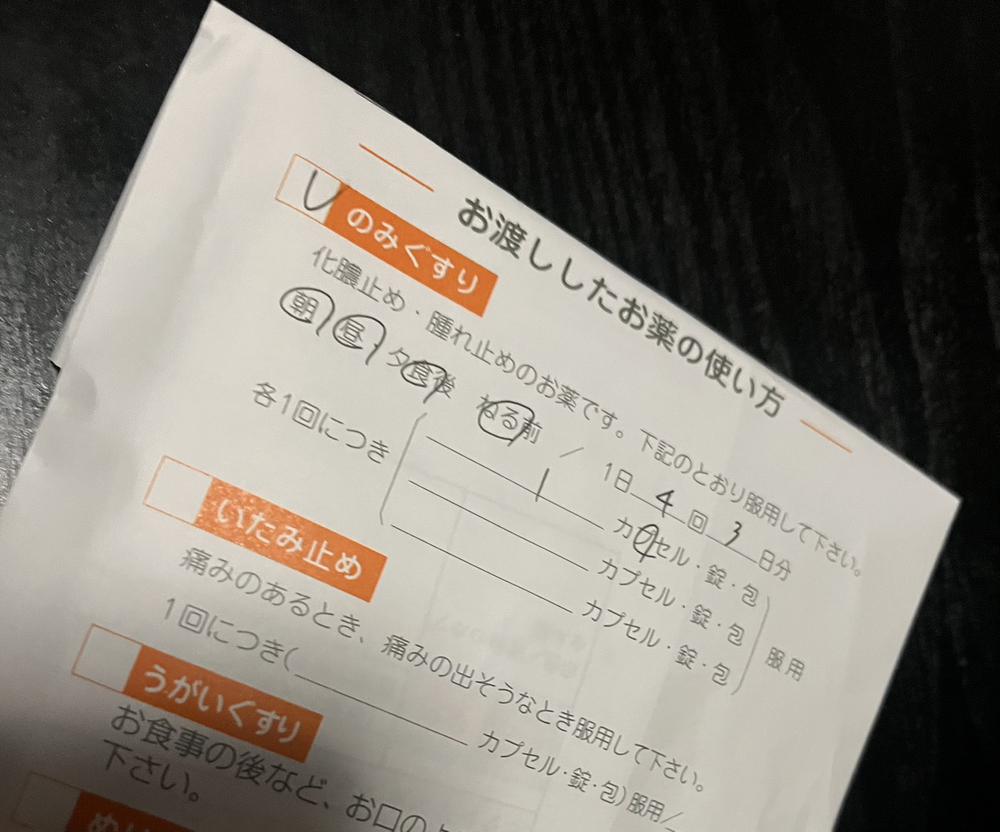 お渡ししたお薬の使い方
レ のみぐすり
化膿止め・腫れ止めのお薬です。下記のとおり服用して下さい。
朝 昼 夕食後 ねる前 / 1日 4 回 3 日分
各1回につき
1 カプセル・錠・包
カプセル・錠・包
カプセル・錠・包
服用
いたみ止め
痛みのあるとき、痛みの出そうなとき服用して下さい。
1回につき( カプセル・錠・包)服用/
うがいぐすり
お食事の後など、お口の
下さい。